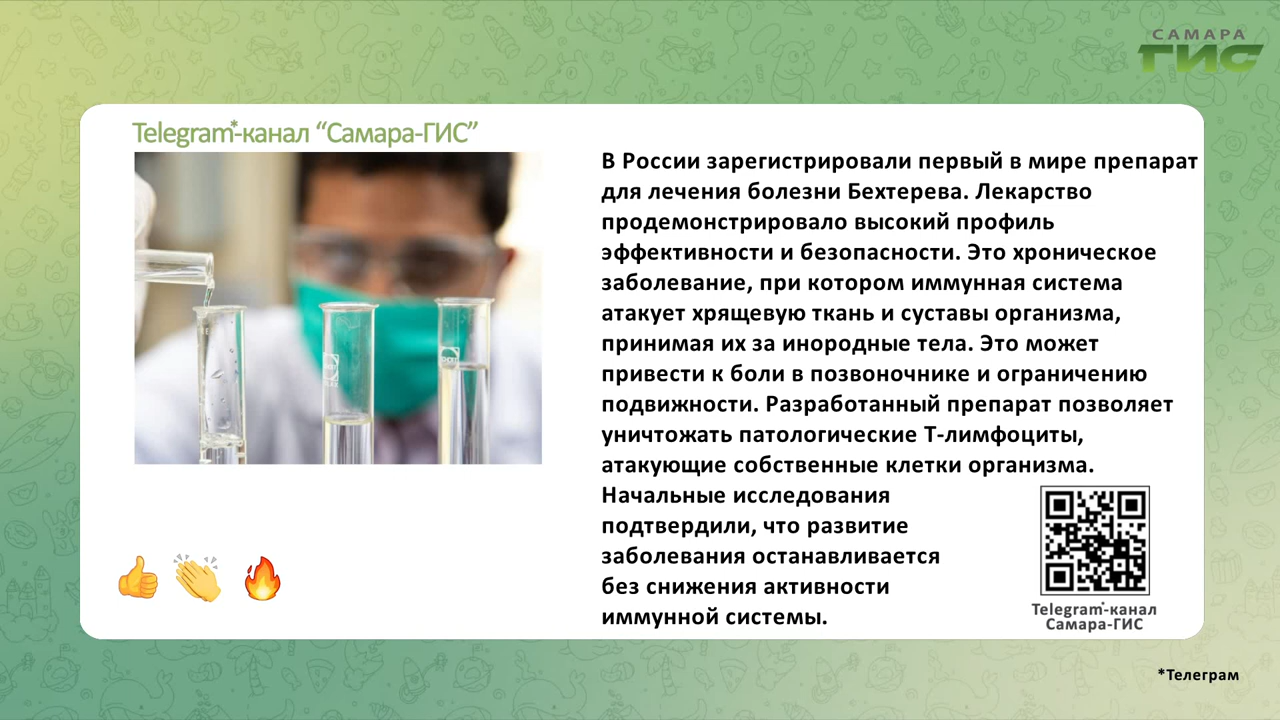 САМАРА
ГИС
Telegram*-канал “Самара-ГИС”
В России зарегистрировали первый в мире препарат
для лечения болезни Бехтерева. Лекарство
продемонстрировало высокий профиль
эффективности и безопасности. Это хроническое
заболевание, при котором иммунная система
атакует хрящевую ткань и суставы организма,
принимая их за инородные тела. Это может
привести к боли в позвоночнике и ограничению
подвижности. Разработанный препарат позволяет
уничтожать патологические Т-лимфоциты,
атакующие собственные клетки организма.
Начальные исследования
подтвердили, что развитие
заболевания останавливается
без снижения активности
иммунной системы.
Telegram*-канал
Самара-ГИС
*Телеграм